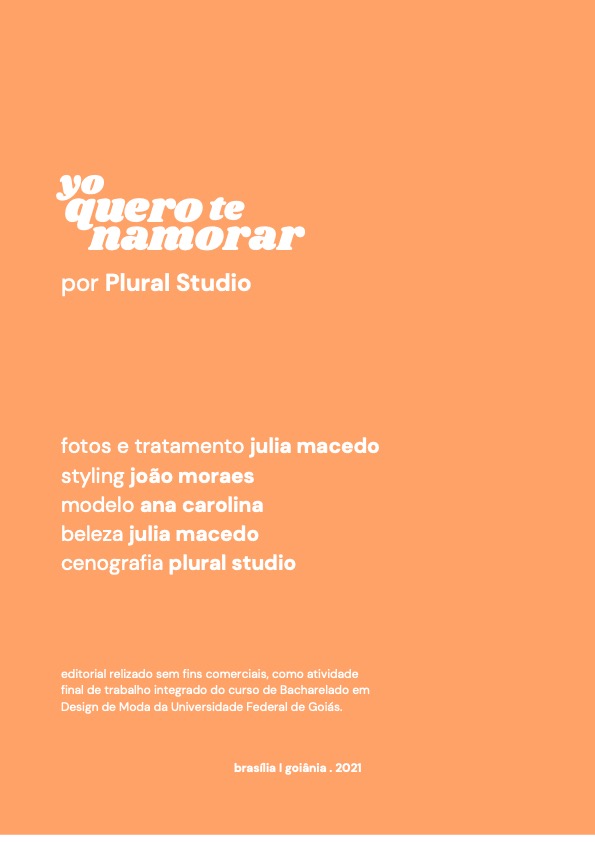 yo
quero te
namorar
por Plural Studio
fotos e tratamento julia macedo
styling joão moraes
modelo ana carolina
beleza julia macedo
cenografia plural studio
editorial relizado sem fins comerciais, como atividade
final de trabalho integrado do curso de Bacharelado em
Design de Moda da Universidade Federal de Goiás.
brasília I goiânia . 2021